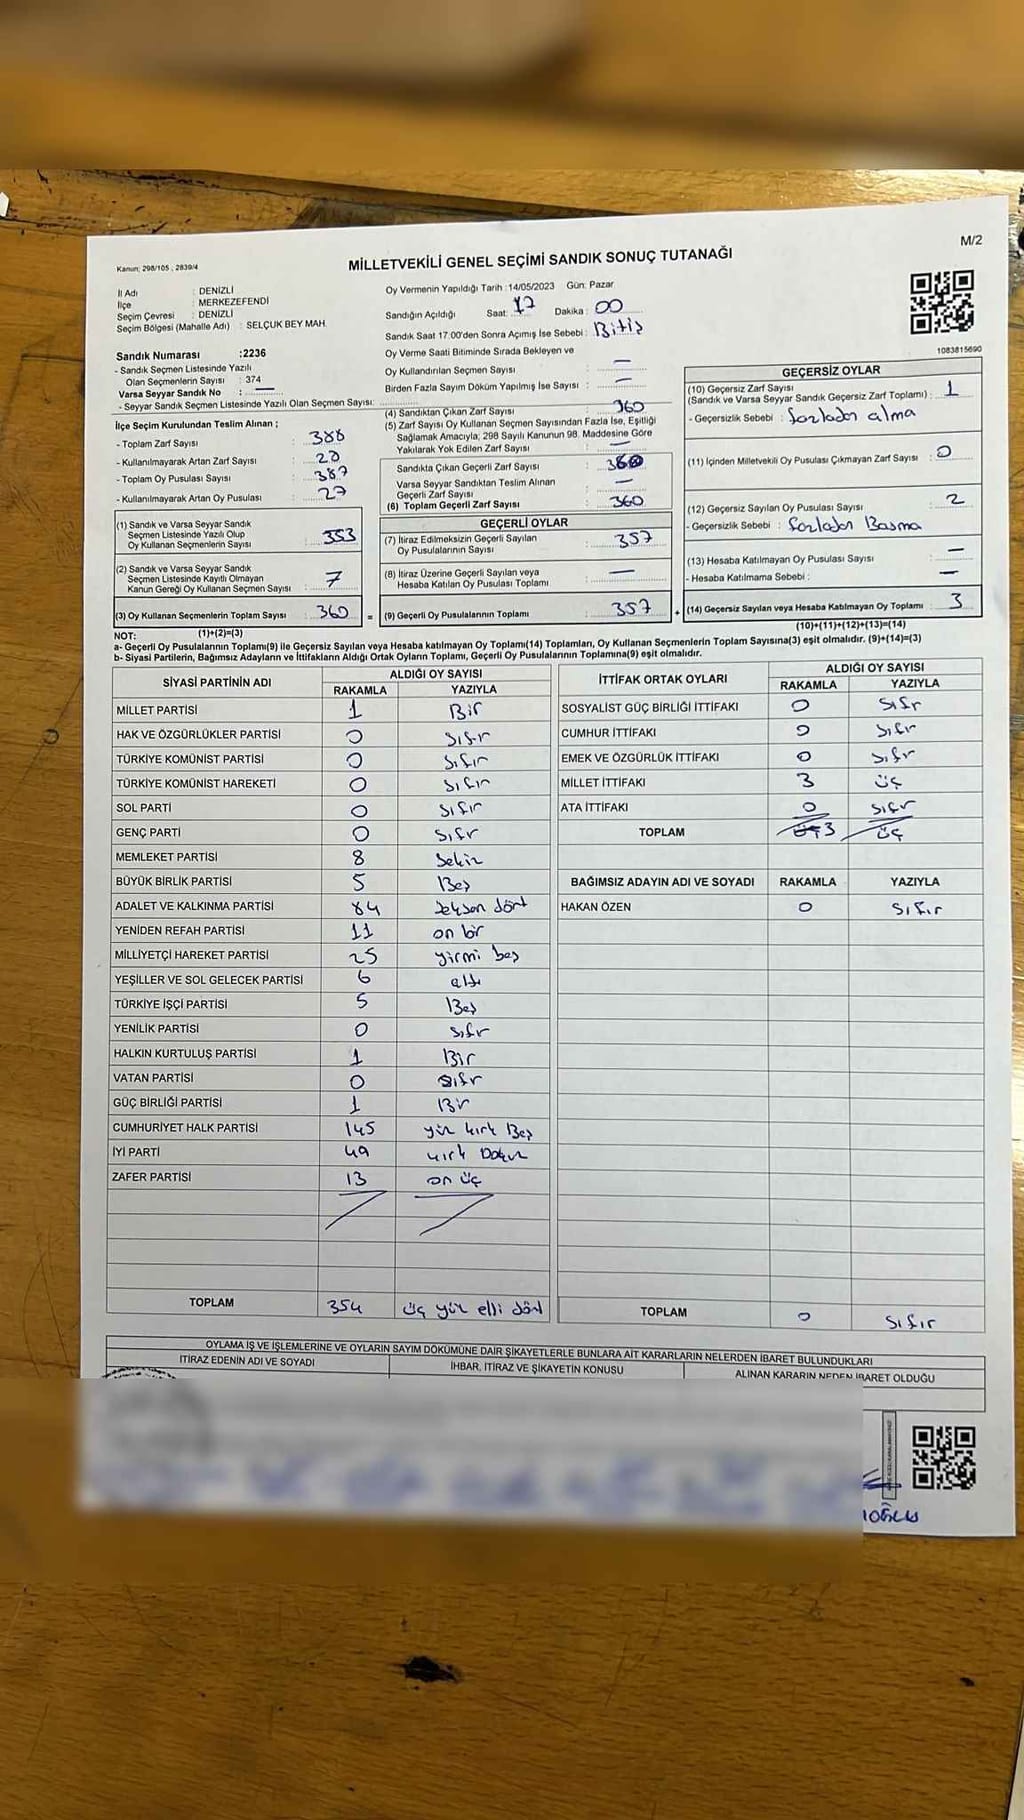 M/2
Kanun; 298/105 , 2839/4
MİLLETVEKİLİ GENEL SEÇİMİ SANDIK SONUÇ TUTANAĞI
İl Adı : DENİZLİ
İlçe : MERKEZEFENDİ
Seçim Çevresi : DENİZLİ
Seçim Bölgesi (Mahalle Adı) : SELÇUK BEY MAH.
Oy Vermenin Yapıldığı Tarih :14/05/2023 Gün: Pazar
Sandığın Açıldığı Saat: 17 Dakika : 00
Sandık Saat 17.00'den Sonra Açımış İse Sebebi : Bitiş
Oy Verme Saati Bitiminde Sırada Bekleyen ve
Oy Kullandırılan Seçmen Sayısı : —
Birden Fazla Sayım Döküm Yapılmış İse Sayısı : —
1083815690
Sandık Numarası :2236
- Sandık Seçmen Listesinde Yazılı
Olan Seçmenlerin Sayısı : 374
Varsa Seyyar Sandık No : —
- Seyyar Sandık Seçmen Listesinde Yazılı Olan Seçmen Sayısı:
İlçe Seçim Kurulundan Teslim Alınan ;
- Toplam Zarf Sayısı : 388
- Kullanılmayarak Artan Zarf Sayısı : 28
- Toplam Oy Pusulası Sayısı : 387
- Kullanılmayarak Artan Oy Pusulası : 27
(4) Sandıktan Çıkan Zarf Sayısı : 360
(5) Zarf Sayısı Oy Kullanan Seçmen Sayısından Fazla İse, Eşitliği
Sağlamak Amacıyla; 298 Sayılı Kanunun 98. Maddesine Göre
Yakılarak Yok Edilen Zarf Sayısı : —
Sandıkta Çıkan Geçerli Zarf Sayısı : 360
Varsa Seyyar Sandıktan Teslim Alınan
Geçerli Zarf Sayısı : —
(6) Toplam Geçerli Zarf Sayısı : 360
GEÇERSİZ OYLAR
(10) Geçersiz Zarf Sayısı
(Sandık ve Varsa Seyyar Sandık Geçersiz Zarf Toplamı) : 1
- Geçersizlik Sebebi :
(11) İçinden Milletvekili Oy Pusulası Çıkmayan Zarf Sayısı : 0
(12) Geçersiz Sayılan Oy Pusulası Sayısı : 2
- Geçersizlik Sebebi : Basma
(13) Hesaba Katılmayan Oy Pusulası Sayısı : —
- Hesaba Katılmama Sebebi : —
(14) Geçersiz Sayılan veya Hesaba Katılmayan Oy Toplamı : 3
(10)+(11)+(12)+(13)=(14)
(1) Sandık ve Varsa Seyyar Sandık
Seçmen Listesinde Yazılı Olup
Oy Kullanan Seçmenlerin Sayısı : 353
(2) Sandık ve Varsa Seyyar Sandık
Seçmen Listesinde Kayıtlı Olmayan
Kanun Gereği Oy Kullanan Seçmen Sayısı : 7
(3) Oy Kullanan Seçmenlerin Toplam Sayısı : 360 =
(1)+(2)=(3)
GEÇERLİ OYLAR
(7) İtiraz Edilmeksizin Geçerli Sayılan
Oy Pusulalarının Sayısı : 357
(8) İtiraz Üzerine Geçerli Sayılan veya
Hesaba Katılan Oy Pusulası Toplamı : —
(9) Geçerli Oy Pusulalarının Toplamı : 357 +
NOT:
a- Geçerli Oy Pusulalarının Toplamı(9) ile Geçersiz Sayılan veya Hesaba katılmayan Oy Toplamı(14) Toplamları, Oy Kullanan Seçmenlerin Toplam Sayısına(3) eşit olmalıdır. (9)+(14)=(3)
b- Siyasi Partilerin, Bağımsız Adayların ve İttifakların Aldığı Ortak Oyların Toplamı, Geçerli Oy Pusulalarının Toplamına(9) eşit olmalıdır.
SİYASİ PARTİNİN ADI ALDIĞI OY SAYISI
RAKAMLA YAZIYLA
MİLLET PARTİSİ 1 Bir
HAK VE ÖZGÜRLÜKLER PARTİSİ 0 Sıfır
TÜRKİYE KOMÜNİST PARTİSİ 0 Sıfır
TÜRKİYE KOMÜNİST HAREKETİ 0 Sıfır
SOL PARTİ 0 Sıfır
GENÇ PARTİ 0 Sıfır
MEMLEKET PARTİSİ 8 Sekiz
BÜYÜK BİRLİK PARTİSİ 5 Beş
ADALET VE KALKINMA PARTİSİ 84 Seksen dört
YENİDEN REFAH PARTİSİ 11 on bir
MİLLİYETÇİ HAREKET PARTİSİ 25 yirmi beş
YEŞİLLER VE SOL GELECEK PARTİSİ 6 altı
TÜRKİYE İŞÇİ PARTİSİ 5 Beş
YENİLİK PARTİSİ 0 Sıfır
HALKIN KURTULUŞ PARTİSİ 1 Bir
VATAN PARTİSİ 0 Sıfır
GÜÇ BİRLİĞİ PARTİSİ 1 Bir
CUMHURİYET HALK PARTİSİ 145 yüz kırk Beş
İYİ PARTİ 49 kırk Dokuz
ZAFER PARTİSİ 13 on üç
TOPLAM 354 üç yüz elli dört
İTTİFAK ORTAK OYLARI ALDIĞI OY SAYISI
RAKAMLA YAZIYLA
SOSYALİST GÜÇ BİRLİĞİ İTTİFAKI 0 Sıfır
CUMHUR İTTİFAKI 0 Sıfır
EMEK VE ÖZGÜRLÜK İTTİFAKI 0 Sıfır
MİLLET İTTİFAKI 3 üç
ATA İTTİFAKI 0 Sıfır
TOPLAM 3 üç
BAĞIMSIZ ADAYIN ADI VE SOYADI RAKAMLA YAZIYLA
HAKAN ÖZEN 0 Sıfır
TOPLAM 0 Sıfır
OYLAMA İŞ VE İŞLEMLERİNE VE OYLARIN SAYIM DÖKÜMÜNE DAİR ŞİKAYETLERLE BUNLARA AİT KARARLARIN NELERDEN İBARET BULUNDUKLARI
İTİRAZ EDENİN ADI VE SOYADI İHBAR, İTİRAZ VE ŞİKAYETİN KONUSU ALINAN KARARIN NEDEN İBARET OLDUĞU